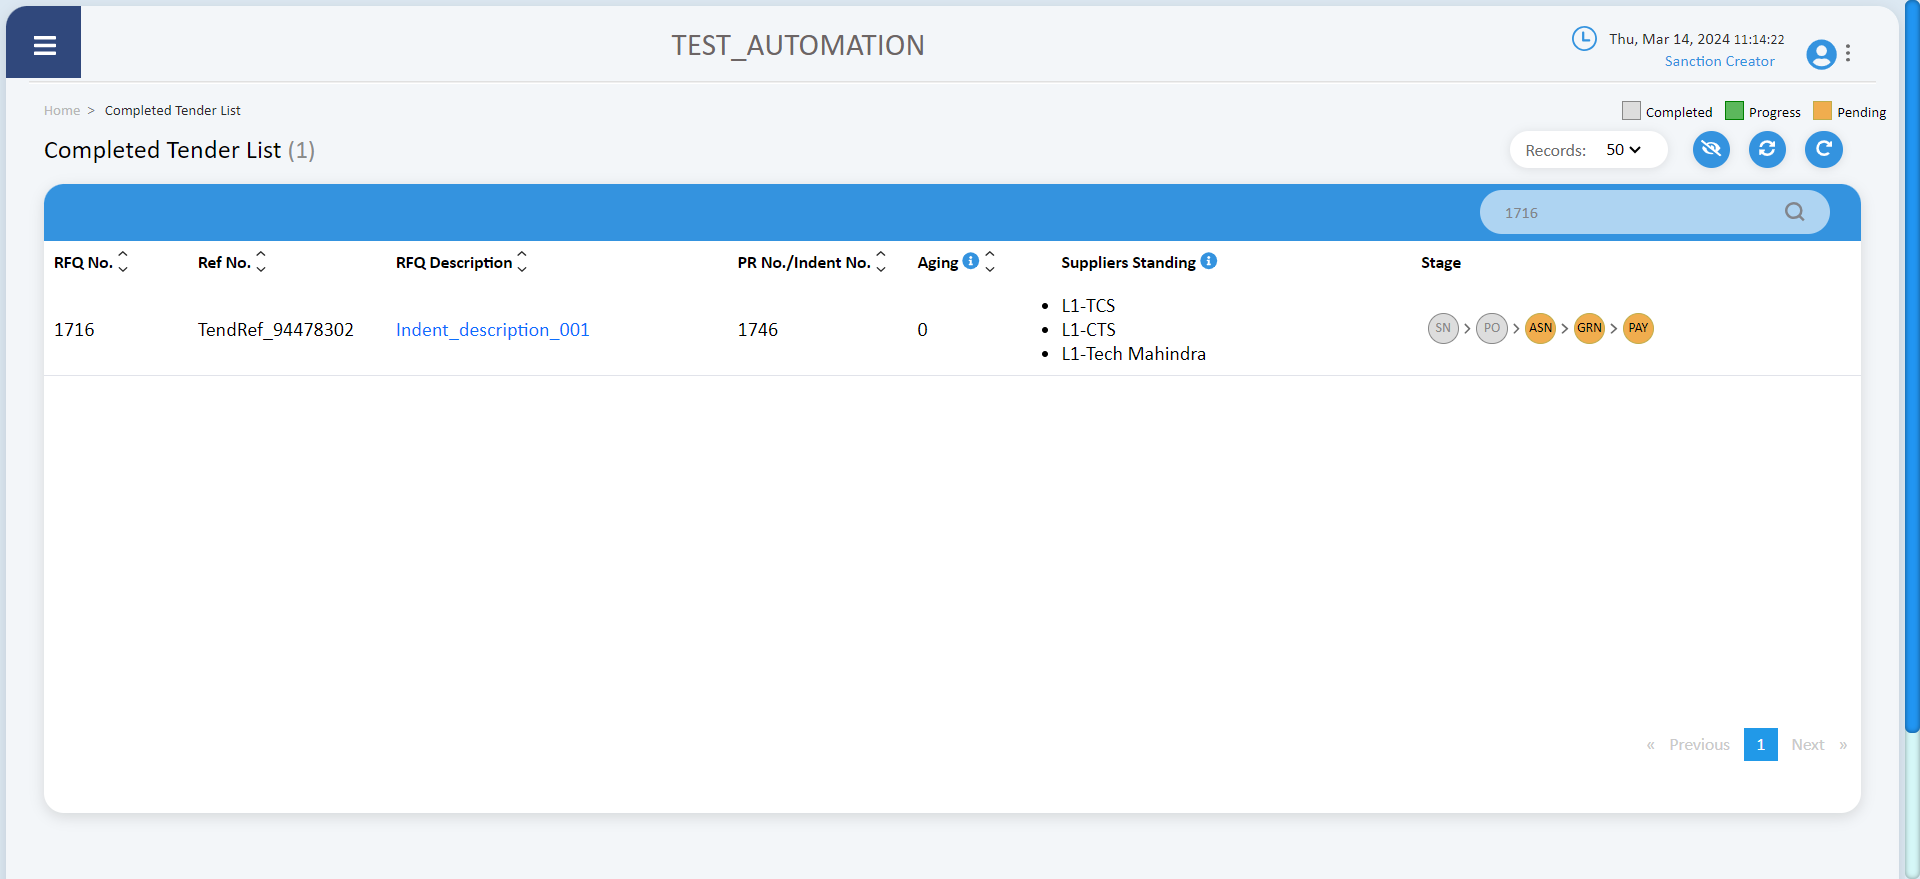 TEST_AUTOMATION
Thu, Mar 14, 2024 11:14:22
Sanction Creator
Home > Completed Tender List
Completed Progress Pending
Completed Tender List (1)
Records: 50
1716
RFQ No. Ref No. RFQ Description PR No./Indent No. Aging Suppliers Standing Stage
1716 TendRef_94478302 Indent_description_001 1746 0
• L1-TCS
• L1-CTS
• L1-Tech Mahindra
SN > PO > ASN > GRN > PAY
« Previous 1 Next »